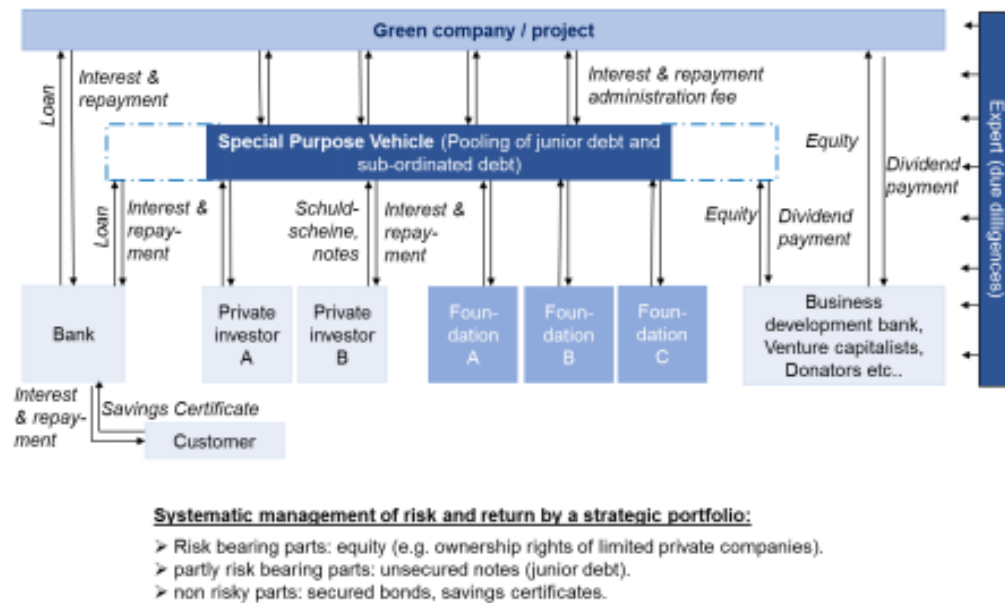 Green company / project
Loan
Interest &
repayment
Interest & repayment
administration fee
Equity
Dividend
payment
Expert (due dilligences)
Special Purpose Vehicle (Pooling of junior debt and
sub-ordinated debt)
Loan
Interest &
repay-
ment
Schuld-
scheine,
notes
Interest &
repay-
ment
Equity
Dividend
payment
Bank
Private
investor
A
Private
investor
B
Foun-
dation
A
Foun-
dation
B
Foun-
dation
C
Business
development bank,
Venture capitalists,
Donators etc..
Interest
& repay-
ment
Savings Certificate
Customer
Systematic management of risk and return by a strategic portfolio:
➢ Risk bearing parts: equity (e.g. ownership rights of limited private companies).
➢ partly risk bearing parts: unsecured notes (junior debt).
➢ non risky parts: secured bonds, savings certificates.